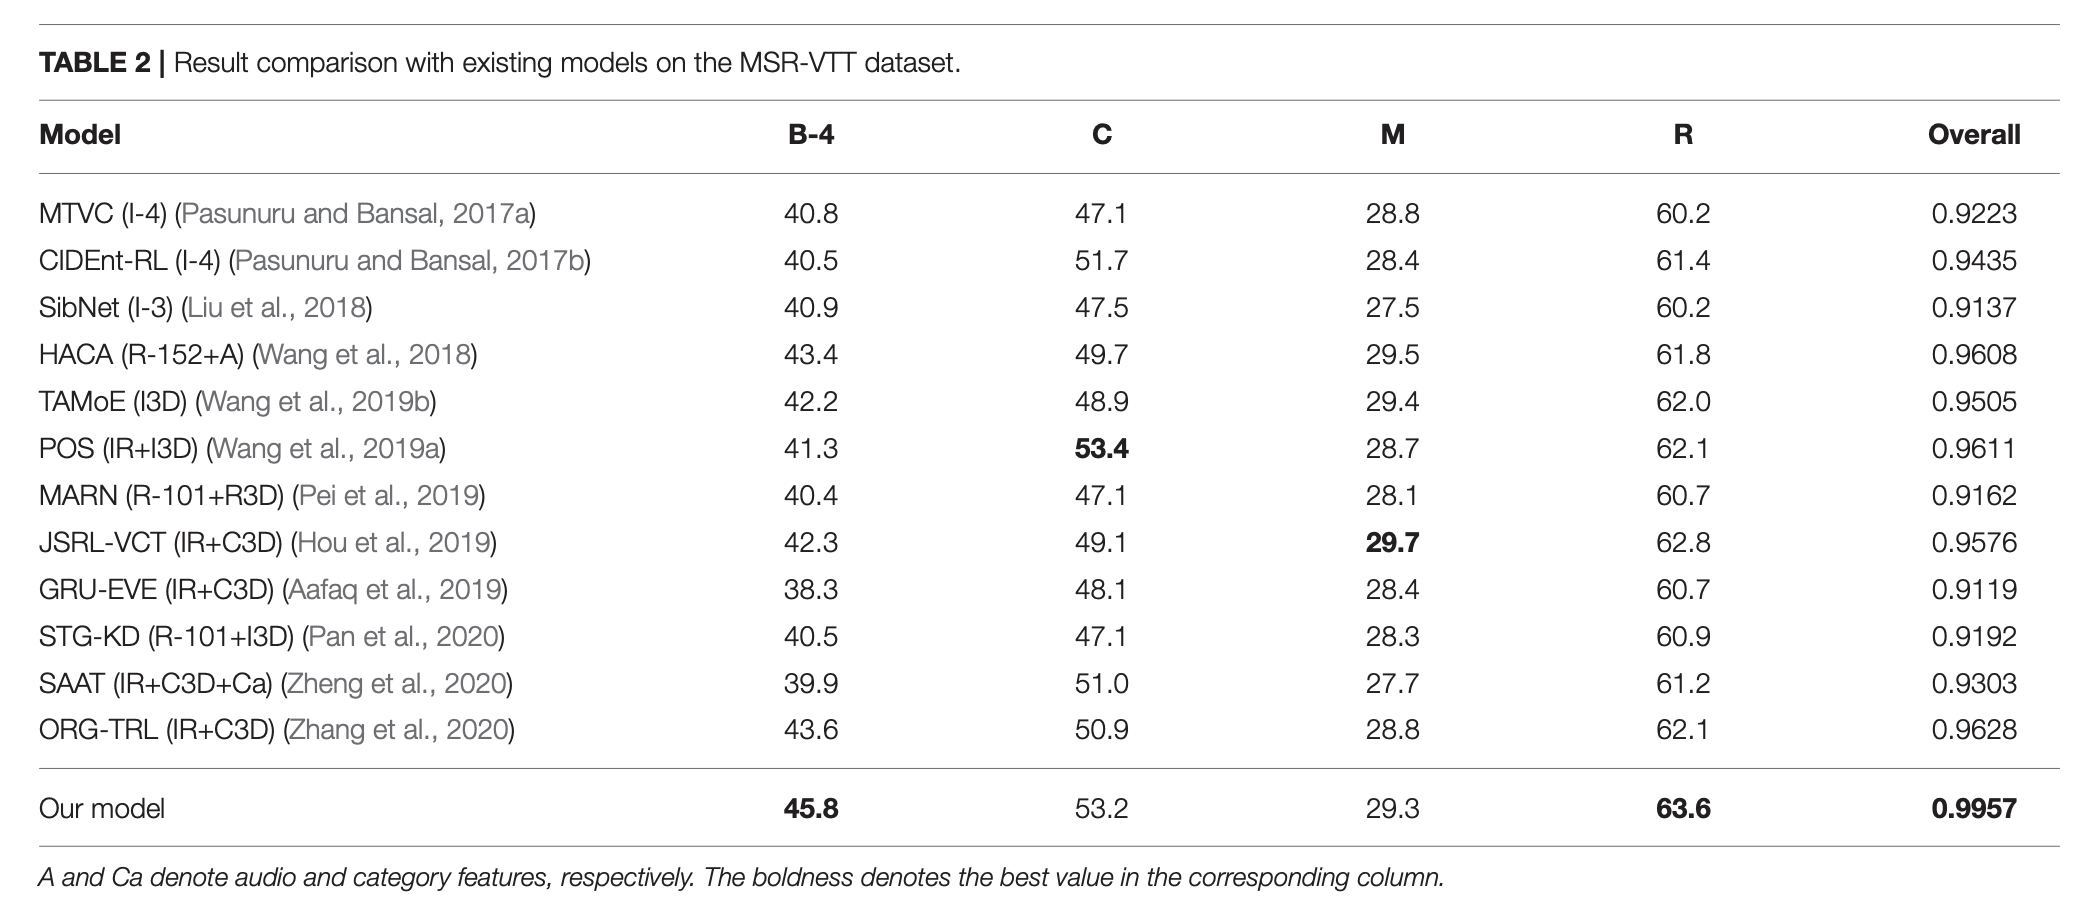 TABLE 2 | Result comparison with existing models on the MSR-VTT dataset.
Model B-4 C M R Overall
MTVC (I-4) (Pasunuru and Bansal, 2017a) 40.8 47.1 28.8 60.2 0.9223
CIDEnt-RL (I-4) (Pasunuru and Bansal, 2017b) 40.5 51.7 28.4 61.4 0.9435
SibNet (I-3) (Liu et al., 2018) 40.9 47.5 27.5 60.2 0.9137
HACA (R-152+A) (Wang et al., 2018) 43.4 49.7 29.5 61.8 0.9608
TAMoE (I3D) (Wang et al., 2019b) 42.2 48.9 29.4 62.0 0.9505
POS (IR+I3D) (Wang et al., 2019a) 41.3 53.4 28.7 62.1 0.9611
MARN (R-101+R3D) (Pei et al., 2019) 40.4 47.1 28.1 60.7 0.9162
JSRL-VCT (IR+C3D) (Hou et al., 2019) 42.3 49.1 29.7 62.8 0.9576
GRU-EVE (IR+C3D) (Aafaq et al., 2019) 38.3 48.1 28.4 60.7 0.9119
STG-KD (R-101+I3D) (Pan et al., 2020) 40.5 47.1 28.3 60.9 0.9192
SAAT (IR+C3D+Ca) (Zheng et al., 2020) 39.9 51.0 27.7 61.2 0.9303
ORG-TRL (IR+C3D) (Zhang et al., 2020) 43.6 50.9 28.8 62.1 0.9628
Our model 45.8 53.2 29.3 63.6 0.9957
A and Ca denote audio and category features, respectively. The boldness denotes the best value in the corresponding column.